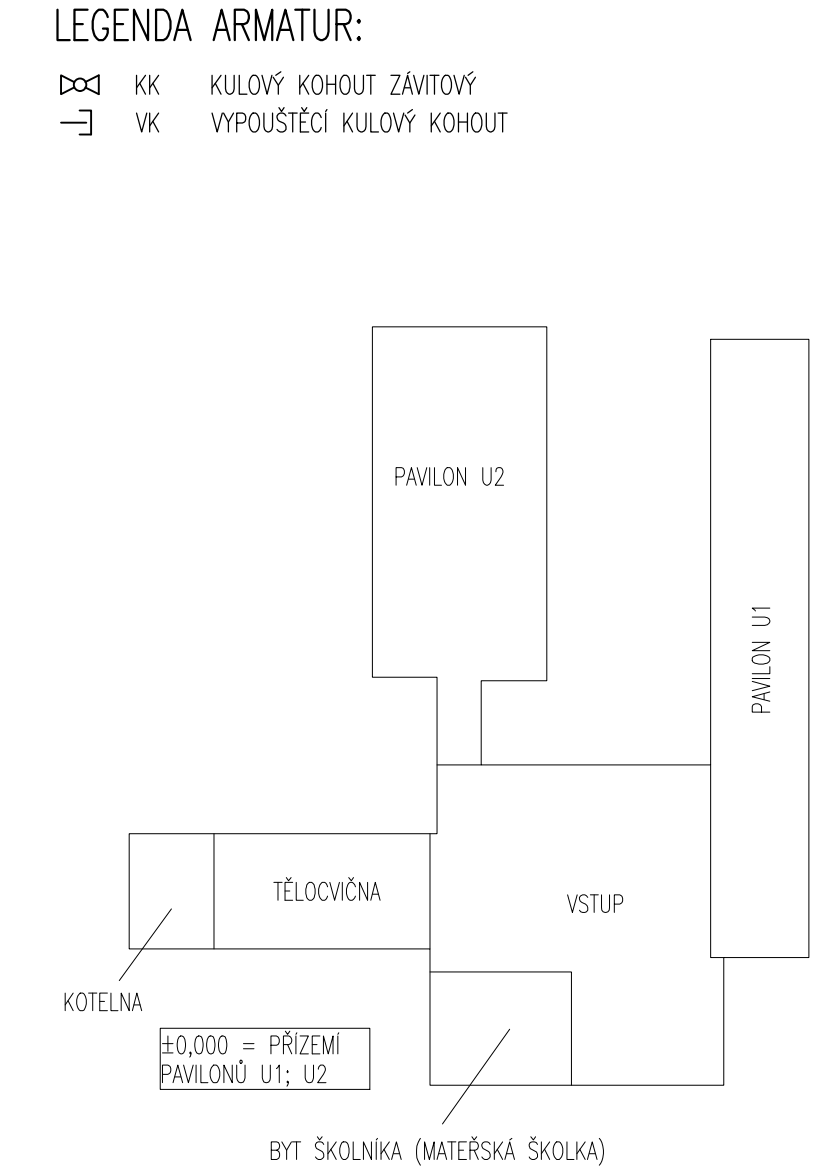 LEGENDA ARMATUR:
KK KULOVÝ KOHOUT ZÁVITOVÝ
VK VYPOUŠTĚCÍ KULOVÝ KOHOUT
PAVILON U2
PAVILON U1
TĚLOCVIČNA
VSTUP
KOTELNA
±0,000 = PŘÍZEMÍ
PAVILONŮ U1; U2
BYT ŠKOLNÍKA (MATEŘSKÁ ŠKOLKA)